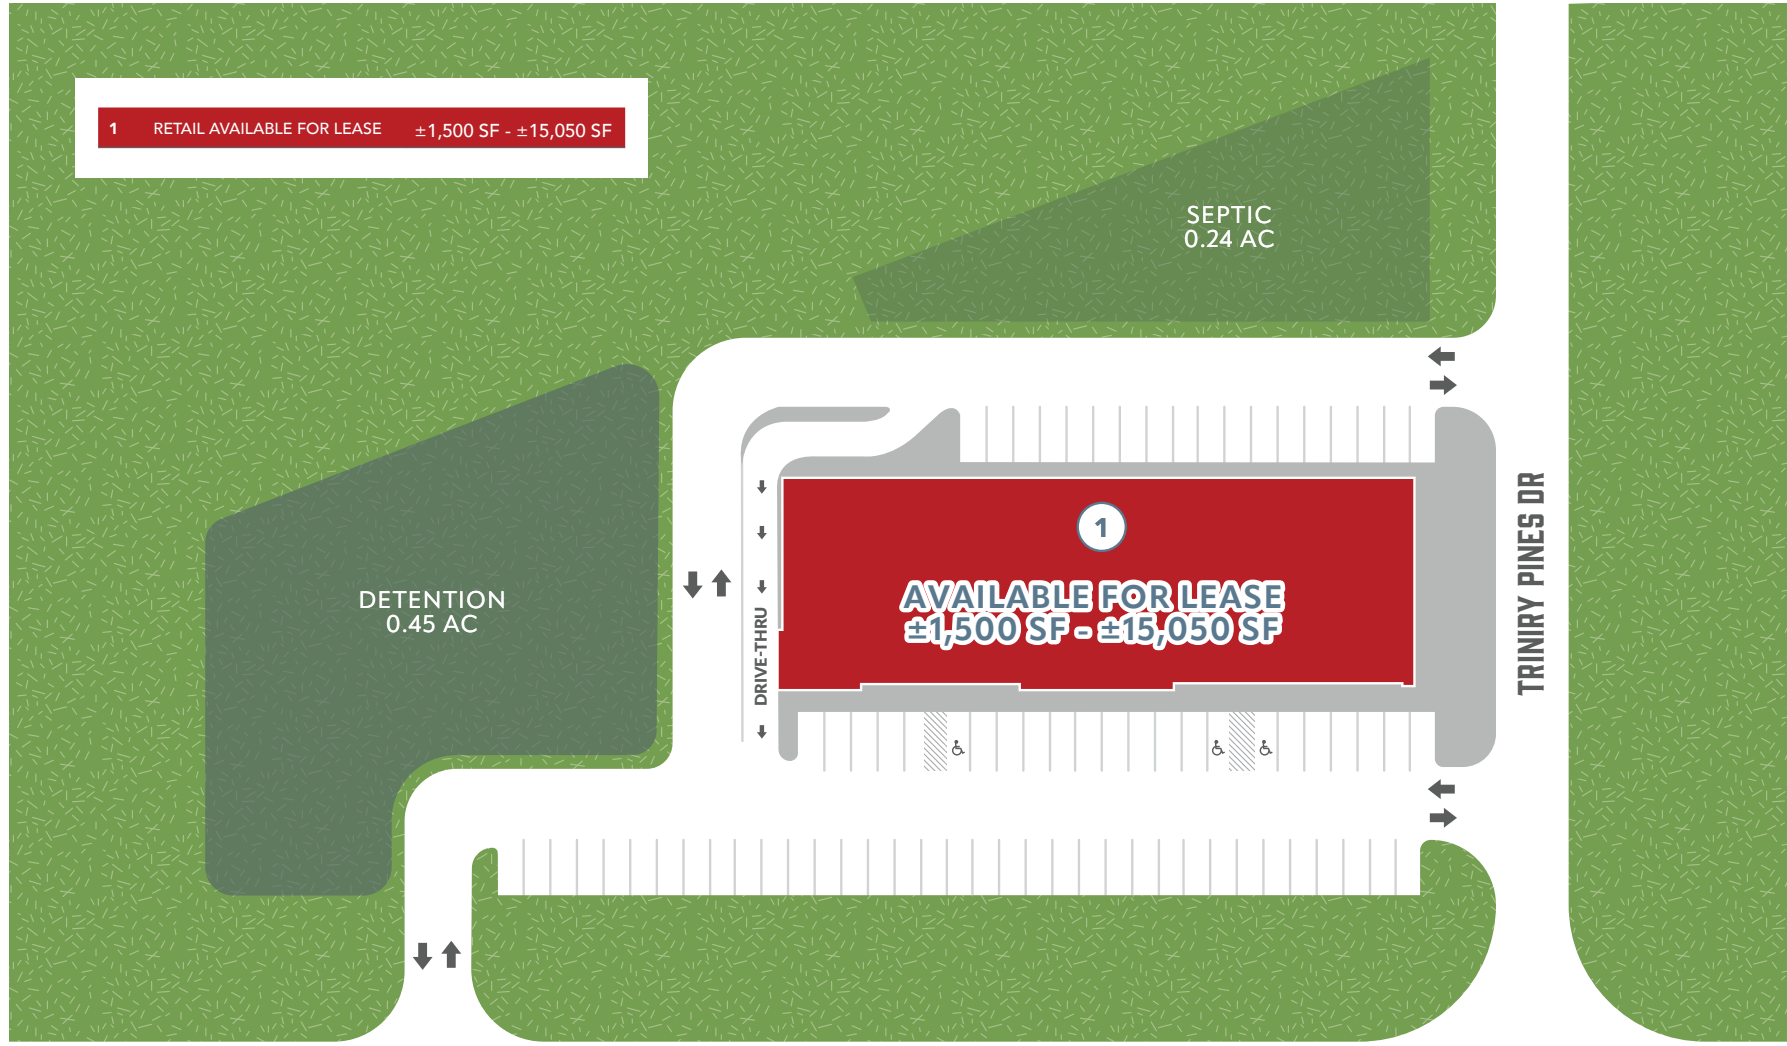 1 RETAIL AVAILABLE FOR LEASE ±1,500 SF - ±15,050 SF
SEPTIC
0.24 AC
DETENTION
0.45 AC
1
AVAILABLE FOR LEASE
±1,500 SF - ±15,050 SF
DRIVE-THRU
TRINIRY PINES DR